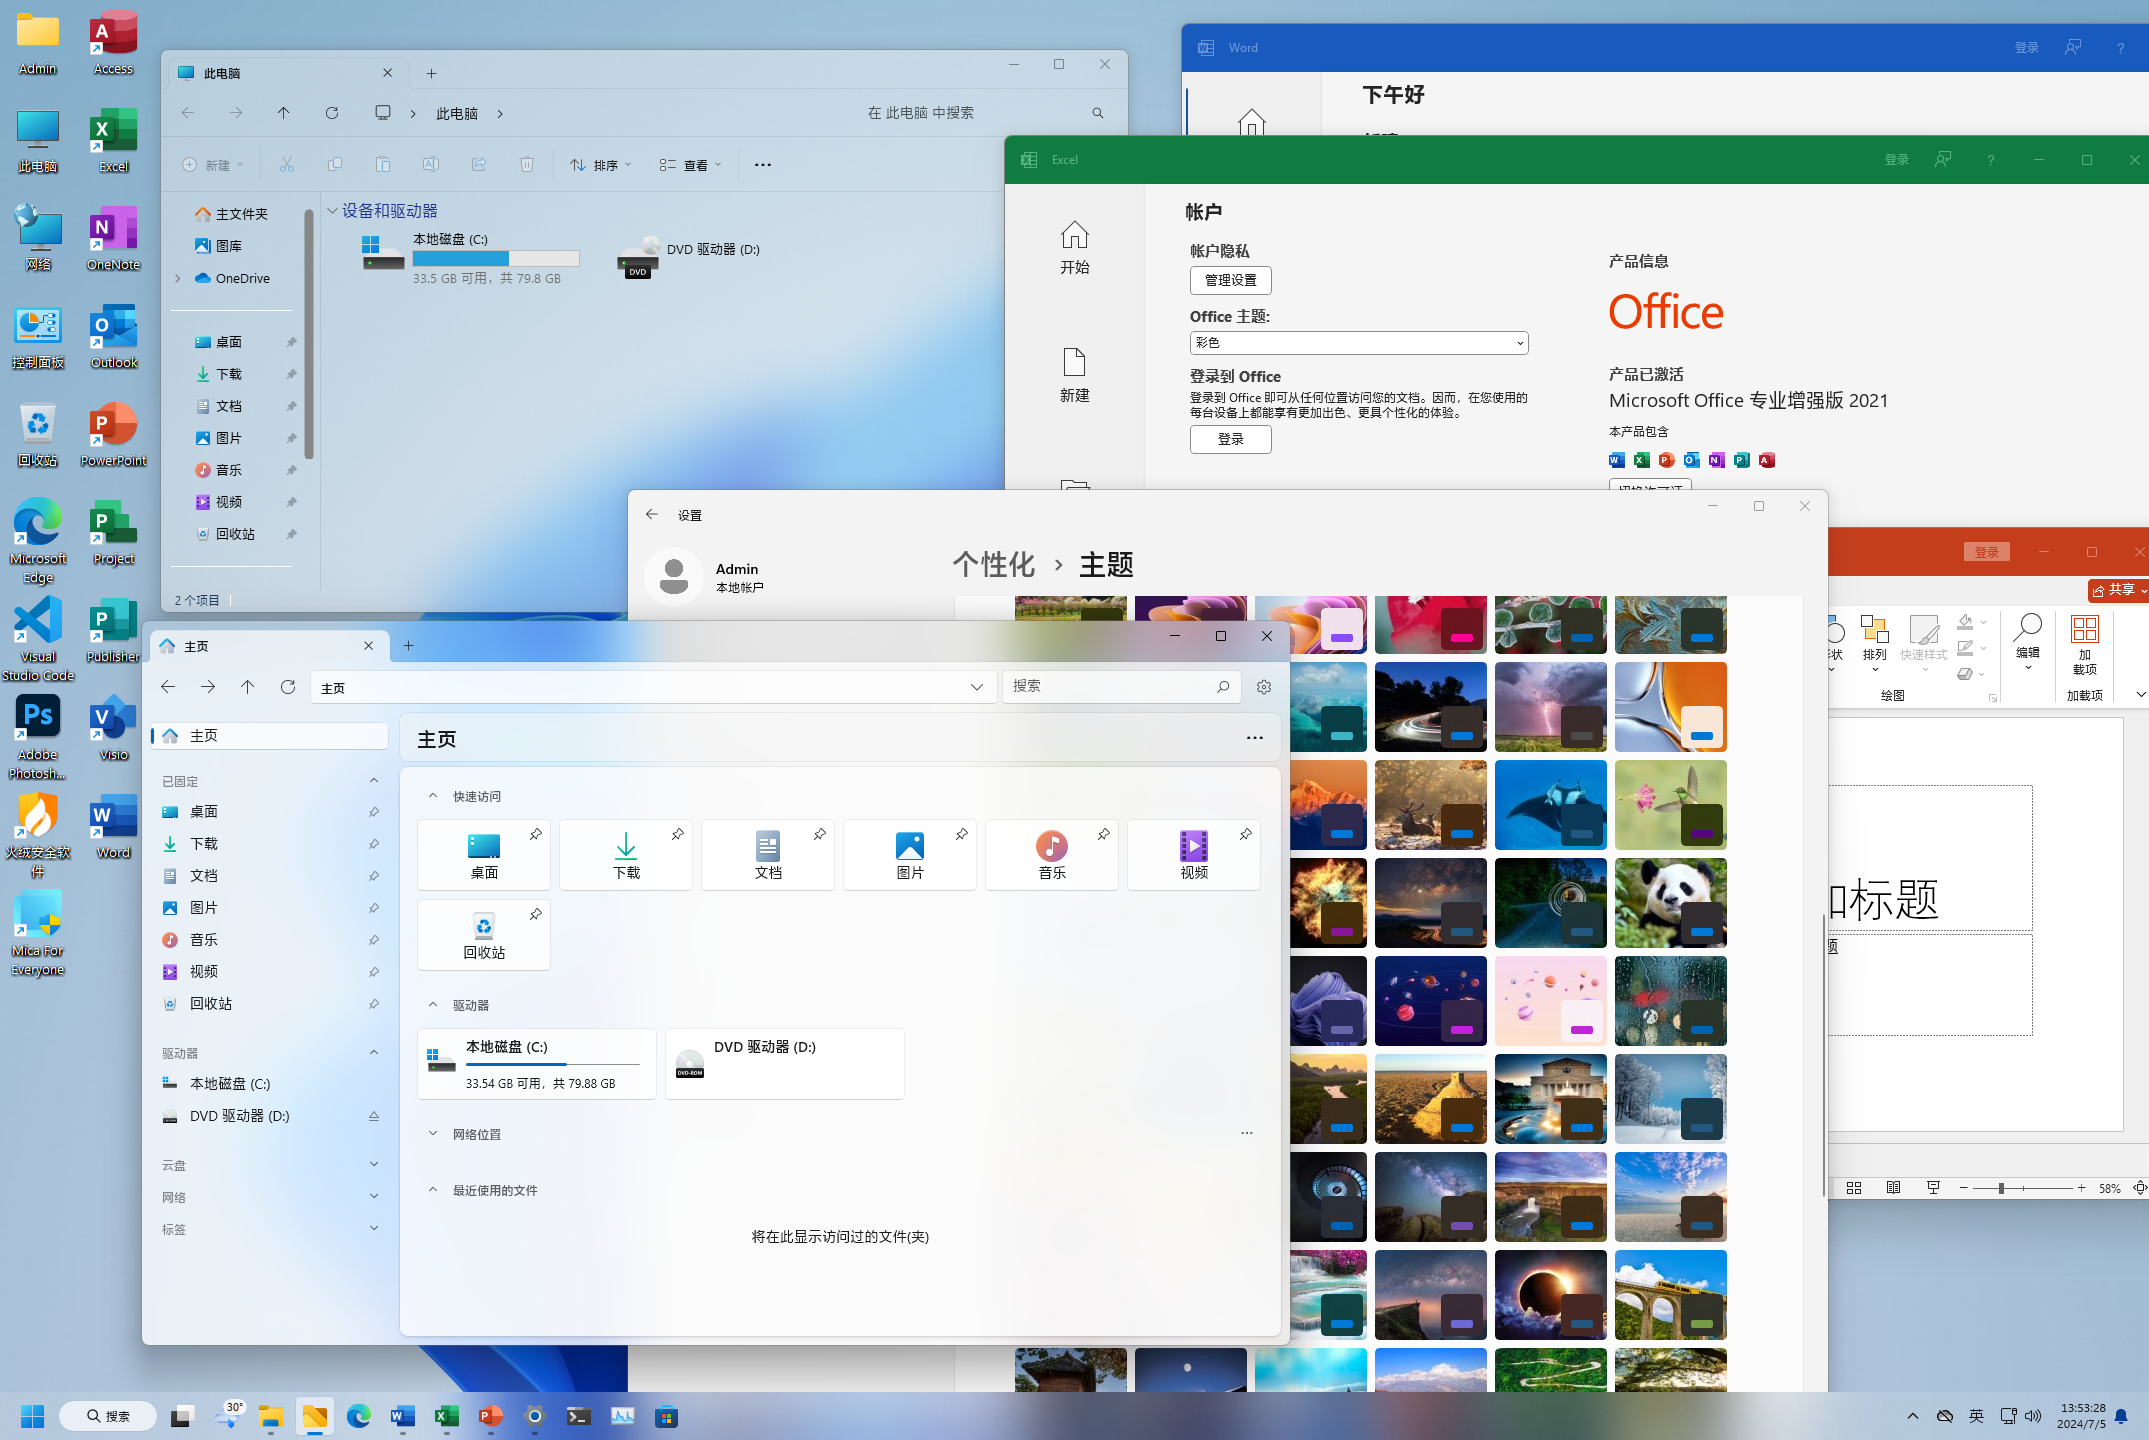 Admin
Access
此电脑
Excel
网络
OneNote
控制面板
Outlook
回收站
PowerPoint
Microsoft
Edge
Project
Visual
Studio Code
Publisher
Adobe
Photosh...
Visio
火绒安全软
件
Word
Mica For
Everyone
此电脑
此电脑
在 此电脑 中搜索
新建
排序
查看
主文件夹
图库
OneDrive
桌面
下载
文档
图片
音乐
视频
回收站
设备和驱动器
本地磁盘 (C:)
33.5 GB 可用，共 79.8 GB
DVD 驱动器 (D:)
DVD
2 个项目
Word
登录
下午好
Excel
登录
开始
新建
帐户
帐户隐私
管理设置
Office 主题:
彩色
登录到 Office
登录到 Office 即可从任何位置访问您的文档。因而，在您使用的
每台设备上都能享有更加出色、更具个性化的体验。
登录
产品信息
Office
产品已激活
Microsoft Office 专业增强版 2021
本产品包含
设置
Admin
本地帐户
个性化 › 主题
登录
共享
排列
快速样式
绘图
编辑
加
载项
加载项
加标题
题
58%
主页
主页
搜索
主页
已固定
桌面
下载
文档
图片
音乐
视频
回收站
驱动器
本地磁盘 (C:)
DVD 驱动器 (D:)
云盘
网络
标签
主页
快速访问
桌面
下载
文档
图片
音乐
视频
回收站
驱动器
本地磁盘 (C:)
33.54 GB 可用，共 79.88 GB
DVD 驱动器 (D:)
DVD-ROM
网络位置
最近使用的文件
将在此显示访问过的文件(夹)
搜索
30°
英
13:53:28
2024/7/5